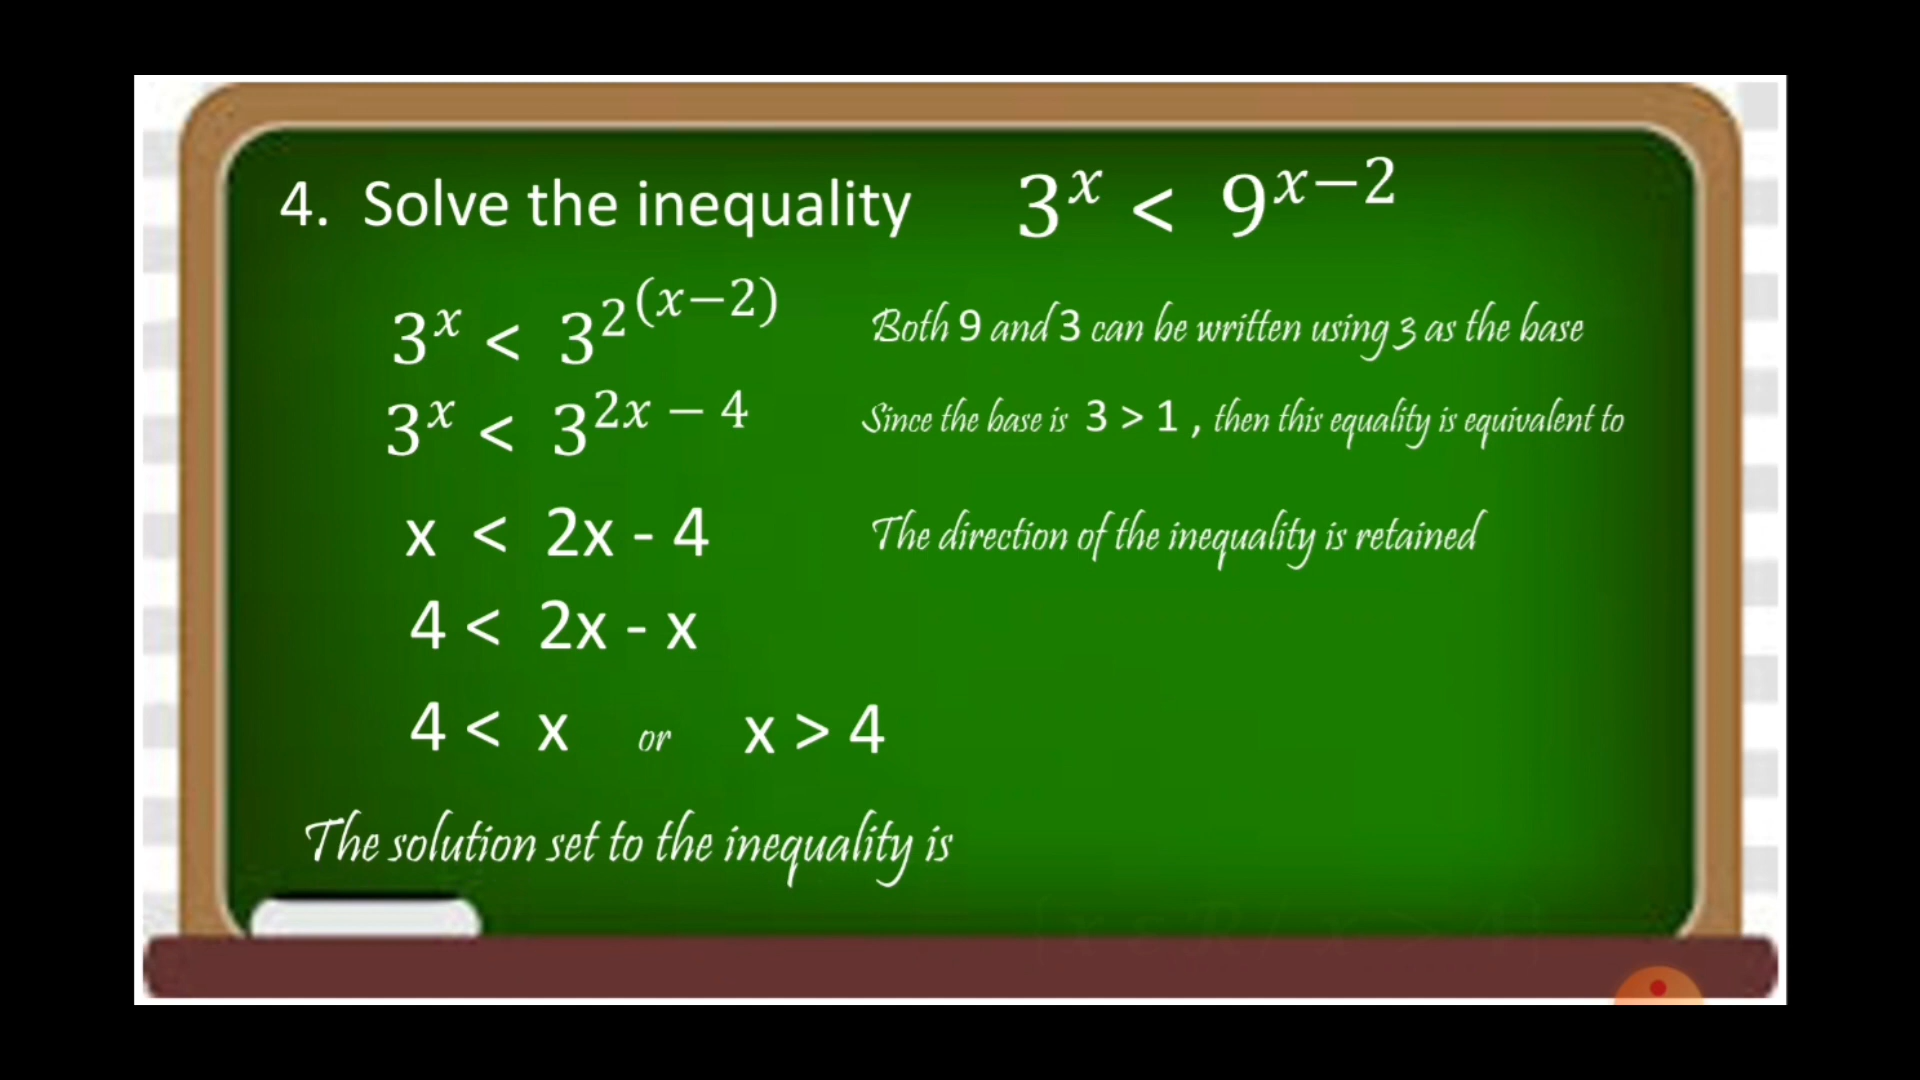 4. Solve the inequality 3^x < 9^{x−2}
3^x < 3^{2^{(x−2)}} Both 9 and 3 can be written using 3 as the base
3^x < 3^{2x − 4} Since the base is 3 > 1 , then this equality is equivalent to
x < 2x - 4 The direction of the inequality is retained
4 < 2x - x
4 < x or x > 4
The solution set to the inequality is